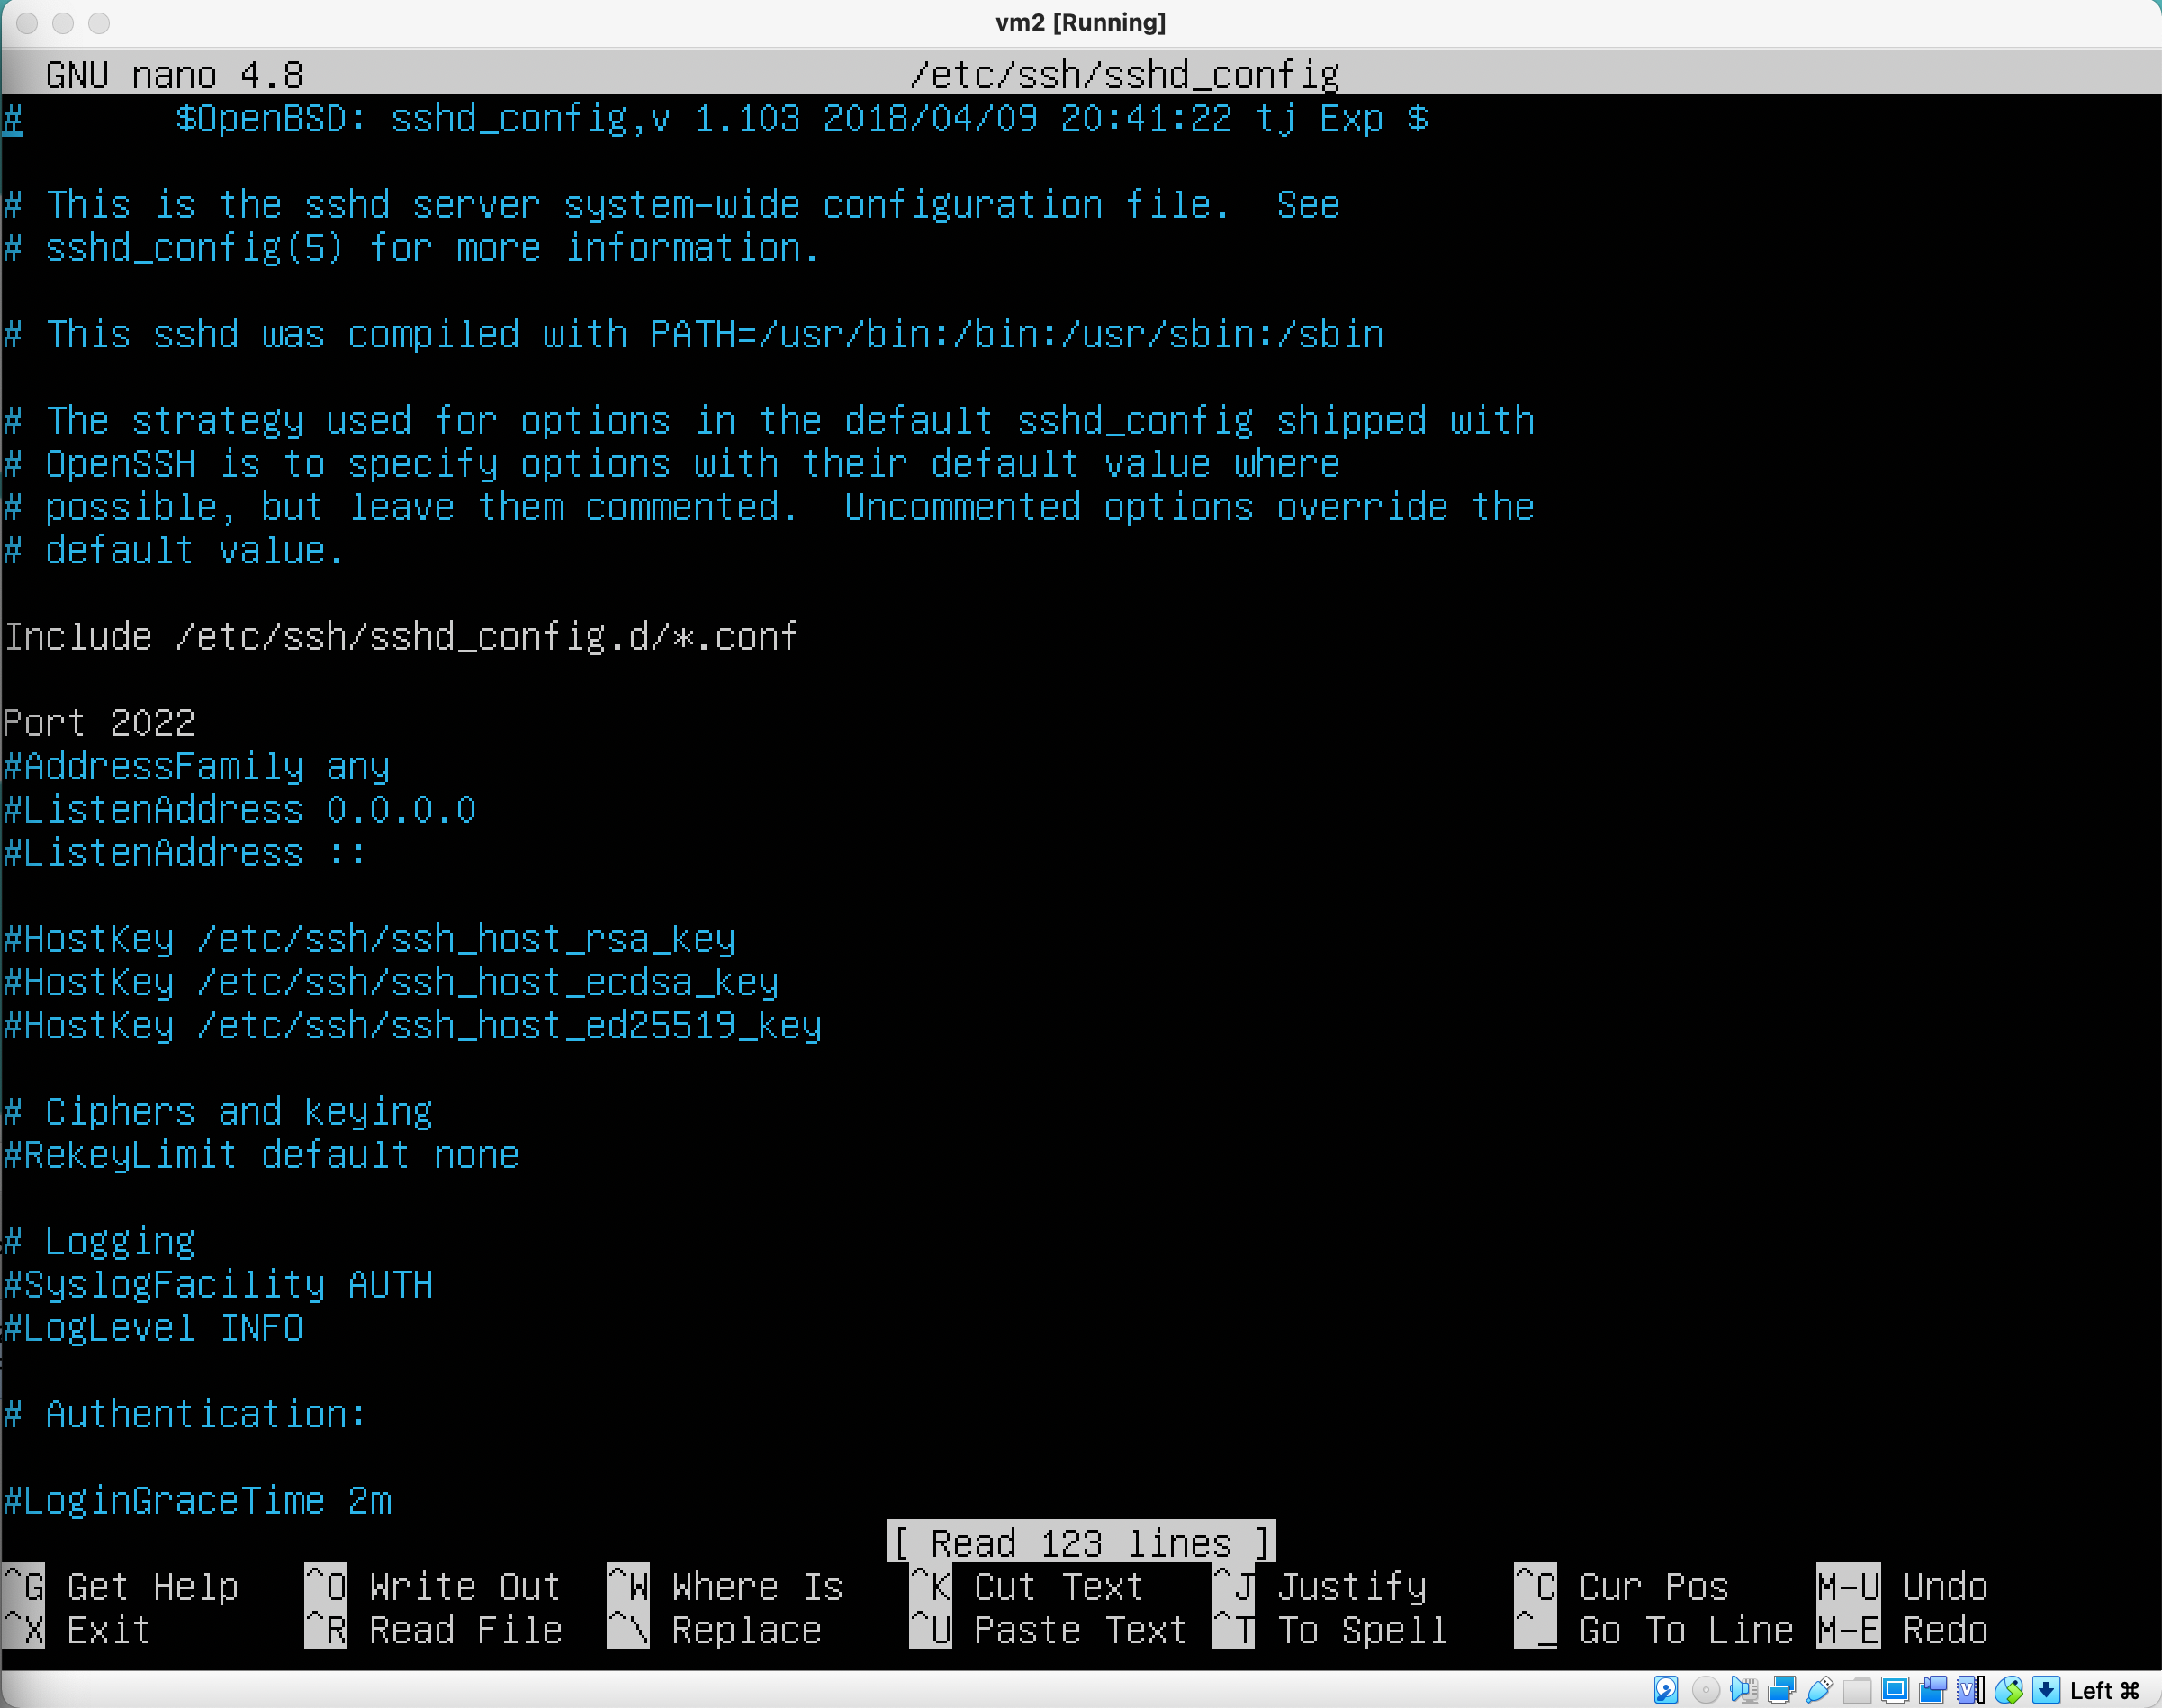 vm2 [Running]
GNU nano 4.8 /etc/ssh/sshd_config
# $OpenBSD: sshd_config,v 1.103 2018/04/09 20:41:22 tj Exp $
# This is the sshd server system-wide configuration file. See
# sshd_config(5) for more information.
# This sshd was compiled with PATH=/usr/bin:/bin:/usr/sbin:/sbin
# The strategy used for options in the default sshd_config shipped with
# OpenSSH is to specify options with their default value where
# possible, but leave them commented. Uncommented options override the
# default value.
Include /etc/ssh/sshd_config.d/*.conf
Port 2022
#AddressFamily any
#ListenAddress 0.0.0.0
#ListenAddress ::
#HostKey /etc/ssh/ssh_host_rsa_key
#HostKey /etc/ssh/ssh_host_ecdsa_key
#HostKey /etc/ssh/ssh_host_ed25519_key
# Ciphers and keying
#RekeyLimit default none
# Logging
#SyslogFacility AUTH
#LogLevel INFO
# Authentication:
#LoginGraceTime 2m
[ Read 123 lines ]
^G Get Help ^O Write Out ^W Where Is ^K Cut Text ^J Justify ^C Cur Pos M-U Undo
^X Exit ^R Read File ^\ Replace ^U Paste Text ^T To Spell ^_ Go To Line M-E Redo
Left ⌘